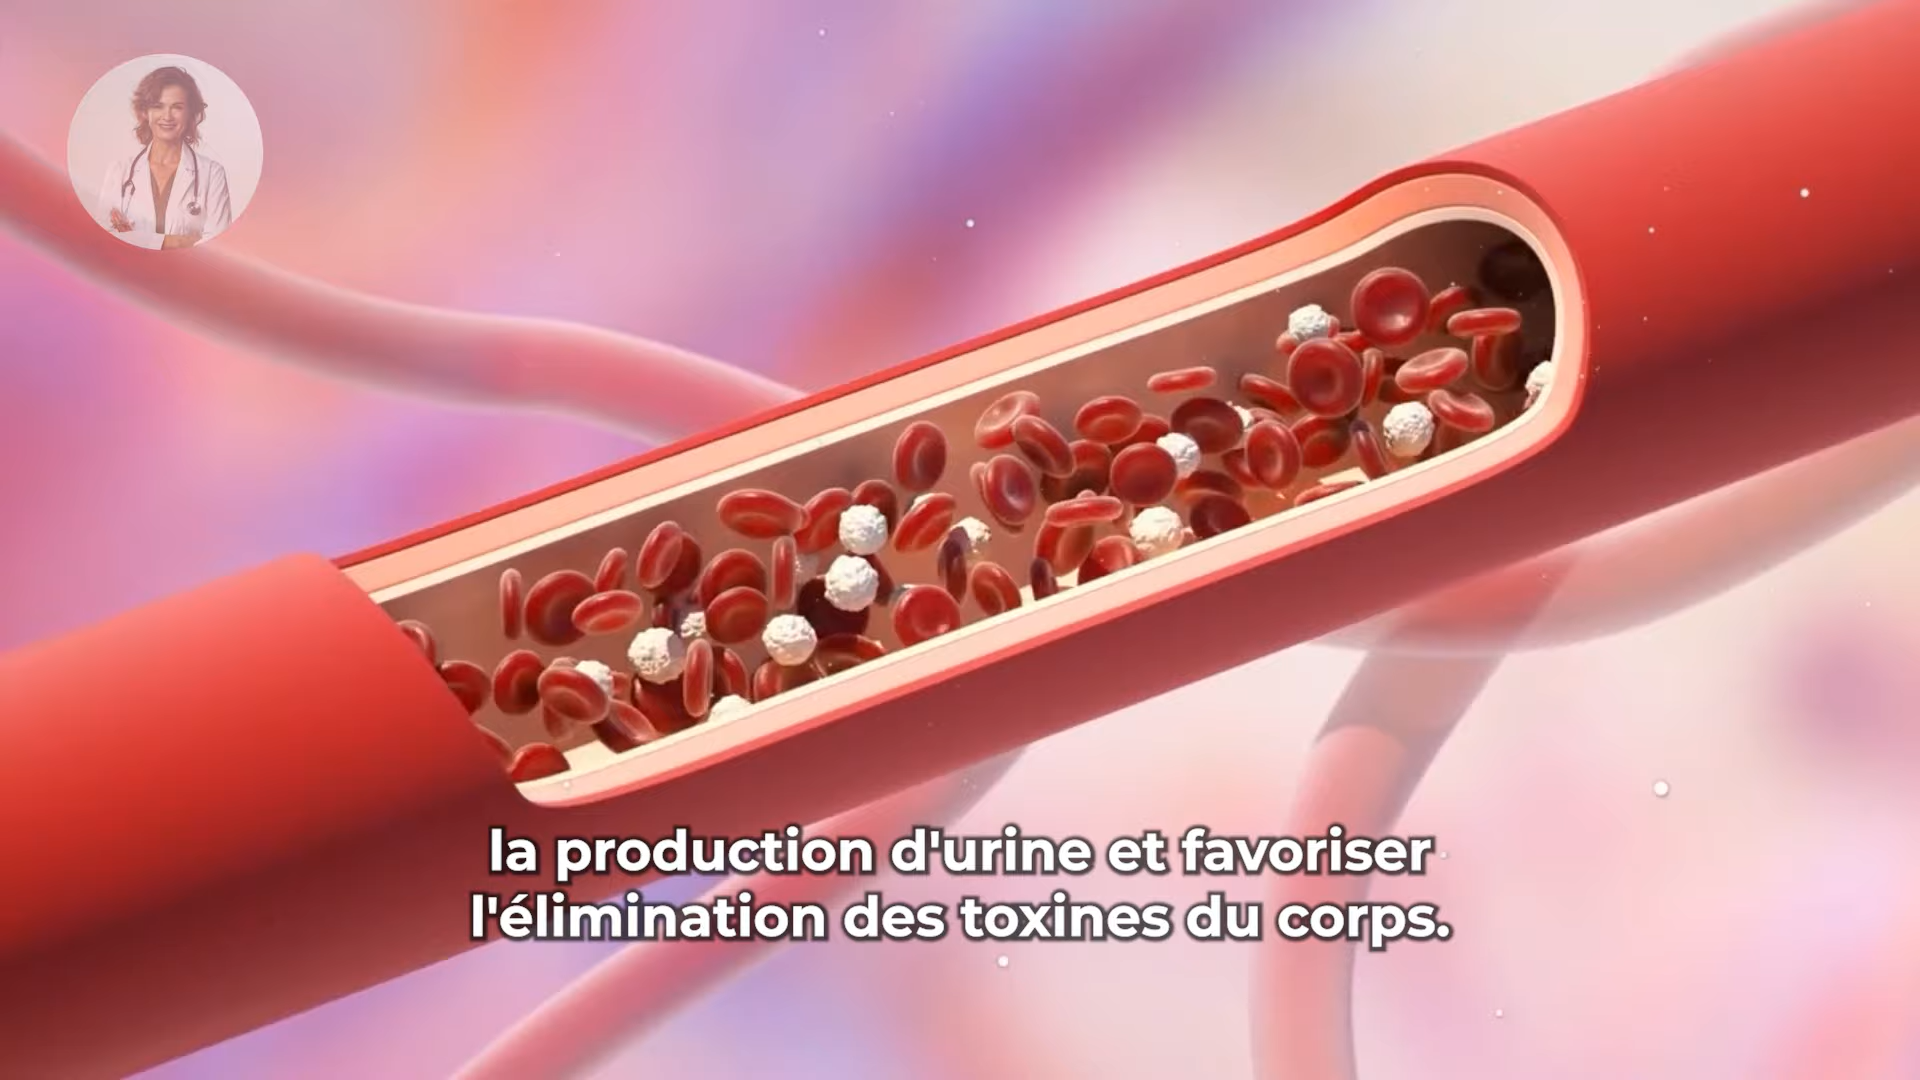 la production d'urine et favoriser
l'élimination des toxines du corps.